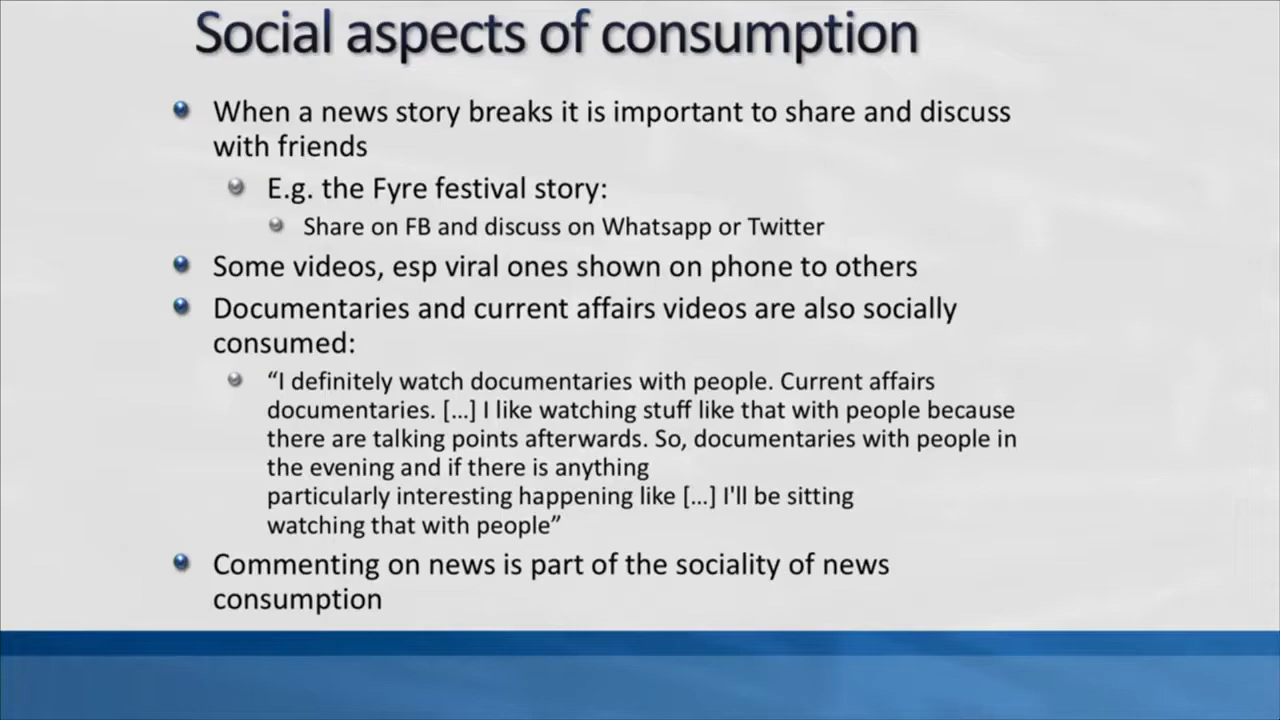 Social aspects of consumption
When a news story breaks it is important to share and discuss
with friends
E.g. the Fyre festival story:
Share on FB and discuss on Whatsapp or Twitter
Some videos, esp viral ones shown on phone to others
Documentaries and current affairs videos are also socially
consumed:
“I definitely watch documentaries with people. Current affairs
documentaries. [...] I like watching stuff like that with people because
there are talking points afterwards. So, documentaries with people in
the evening and if there is anything
particularly interesting happening like [...] I'll be sitting
watching that with people”
Commenting on news is part of the sociality of news
consumption